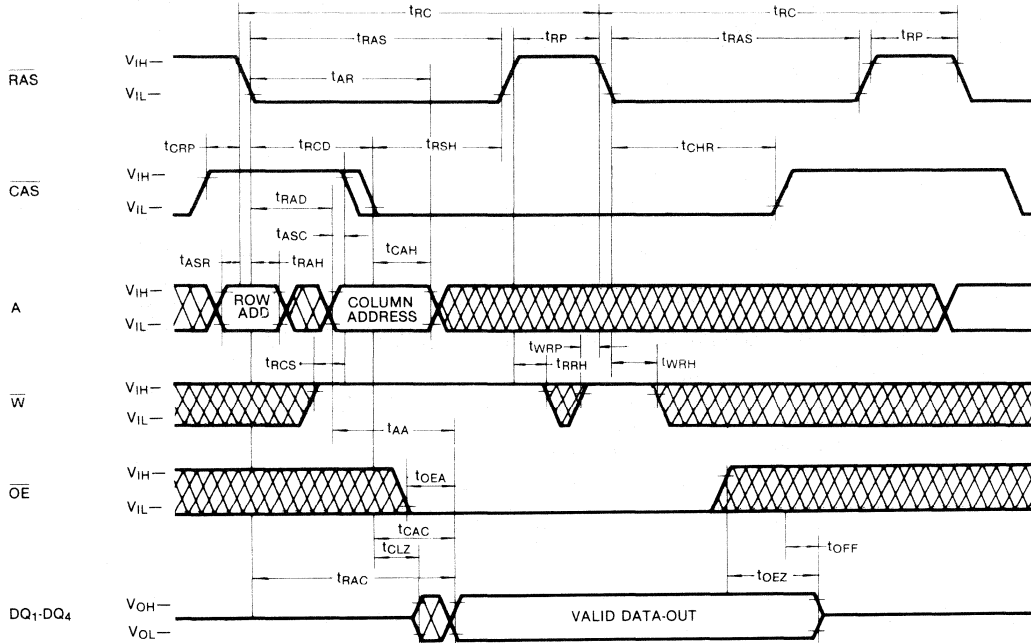 tRC tRC
tRAS tRP tRAS tRP
tAR
RAS VIH
VIL
tCRP tRCD tRSH tCHR
CAS VIH
VIL
tRAD
tASC
tASR tRAH tCAH
A VIH ROW ADD COLUMN ADDRESS
VIL
tWRP
tRCS tRRH tWRH
W VIH
VIL
tAA
OE VIH tOEA
VIL
tCAC
tCLZ tOFF
tRAC tOEZ
DQ1-DQ4 VOH VALID DATA-OUT
VOL